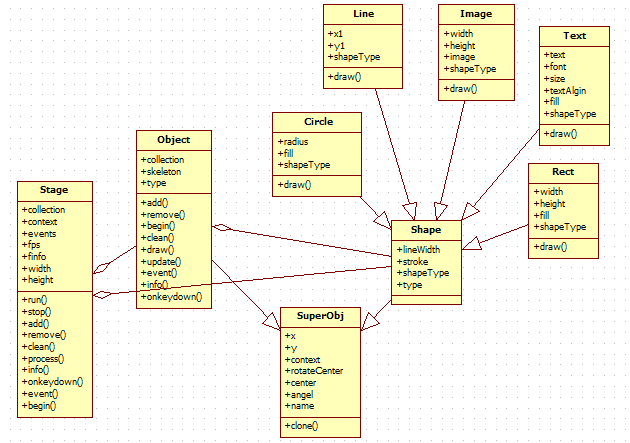 Line
+x1
+y1
+shapeType
+draw()
Image
+width
+height
+image
+shapeType
+draw()
Text
+text
+font
+size
+textAlgin
+fill
+shapeType
+draw()
Circle
+radius
+fill
+shapeType
+draw()
Object
+collection
+skeleton
+type
+add()
+remove()
+begin()
+clean()
+draw()
+update()
+event()
+info()
+onkeydown()
Rect
+width
+height
+fill
+shapeType
+draw()
Stage
+collection
+context
+events
+fps
+finfo
+width
+height
+run()
+stop()
+add()
+remove()
+clean()
+process()
+info()
+onkeydown()
+event()
+begin()
Shape
+lineWidth
+stroke
+shapeType
+type
SuperObj
+x
+y
+context
+rotateCenter
+center
+angel
+name
+clone()